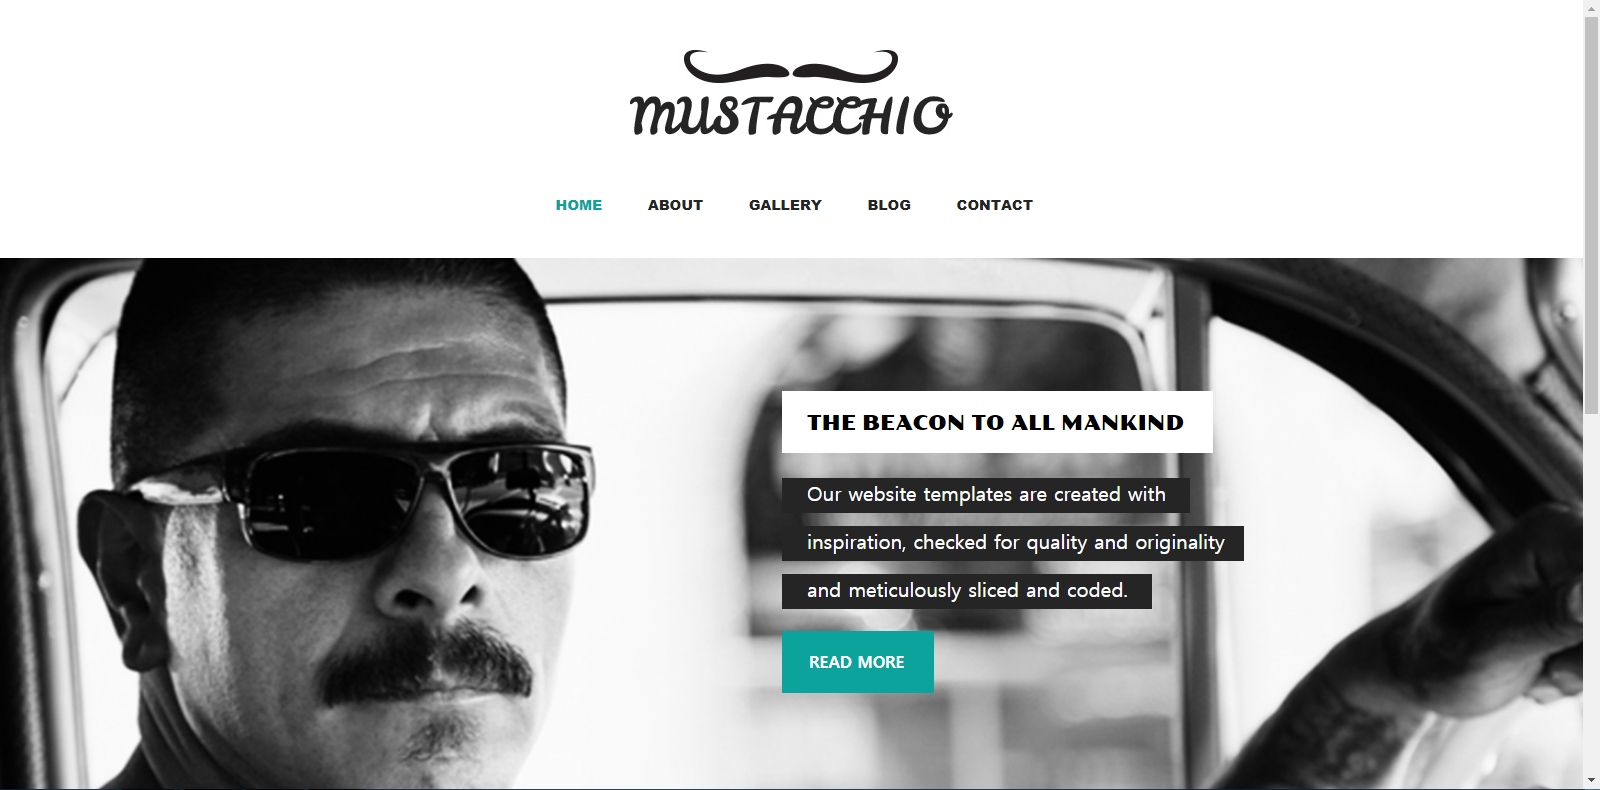 MUSTACCHIO
HOME ABOUT GALLERY BLOG CONTACT
THE BEACON TO ALL MANKIND
Our website templates are created with
inspiration, checked for quality and originality
and meticulously sliced and coded.
READ MORE